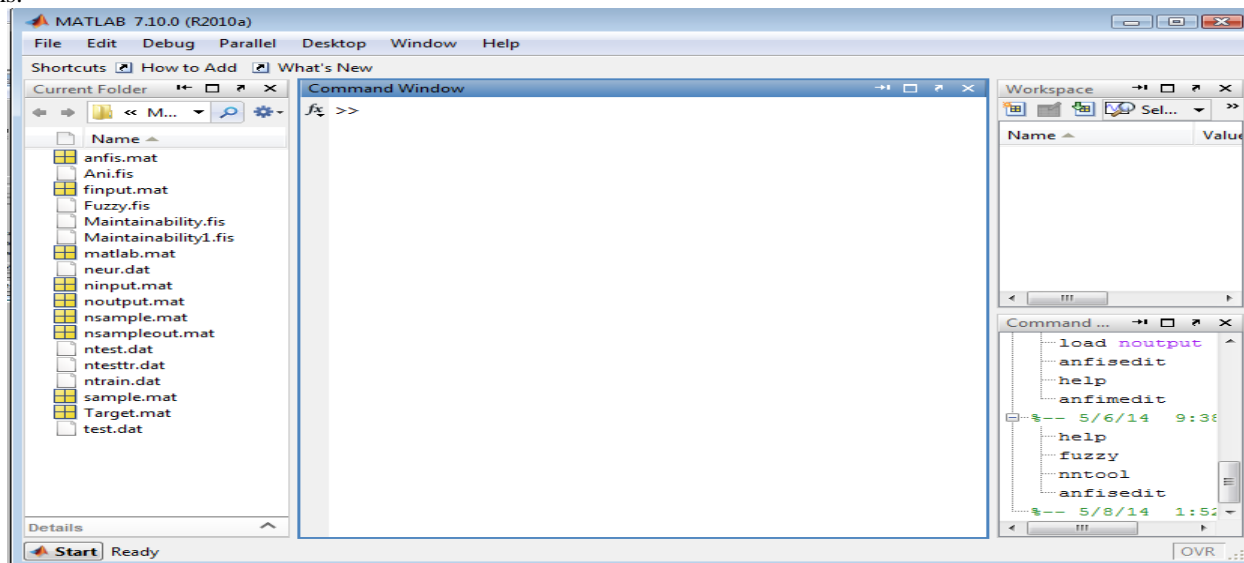 is.
MATLAB 7.10.0 (R2010a)
File Edit Debug Parallel Desktop Window Help
Shortcuts How to Add What's New
Current Folder
« M...
Name
anfis.mat
Ani.fis
finput.mat
Fuzzy.fis
Maintainability.fis
Maintainability1.fis
matlab.mat
neur.dat
ninput.mat
noutput.mat
nsample.mat
nsampleout.mat
ntest.dat
ntesttr.dat
ntrain.dat
sample.mat
Target.mat
test.dat
Details
Command Window
fx >>
Workspace
Sel... »
Name Value
Command ...
load noutput
anfisedit
help
anfimedit
%-- 5/6/14 9:38
help
fuzzy
nntool
anfisedit
%-- 5/8/14 1:52
Start Ready
OVR